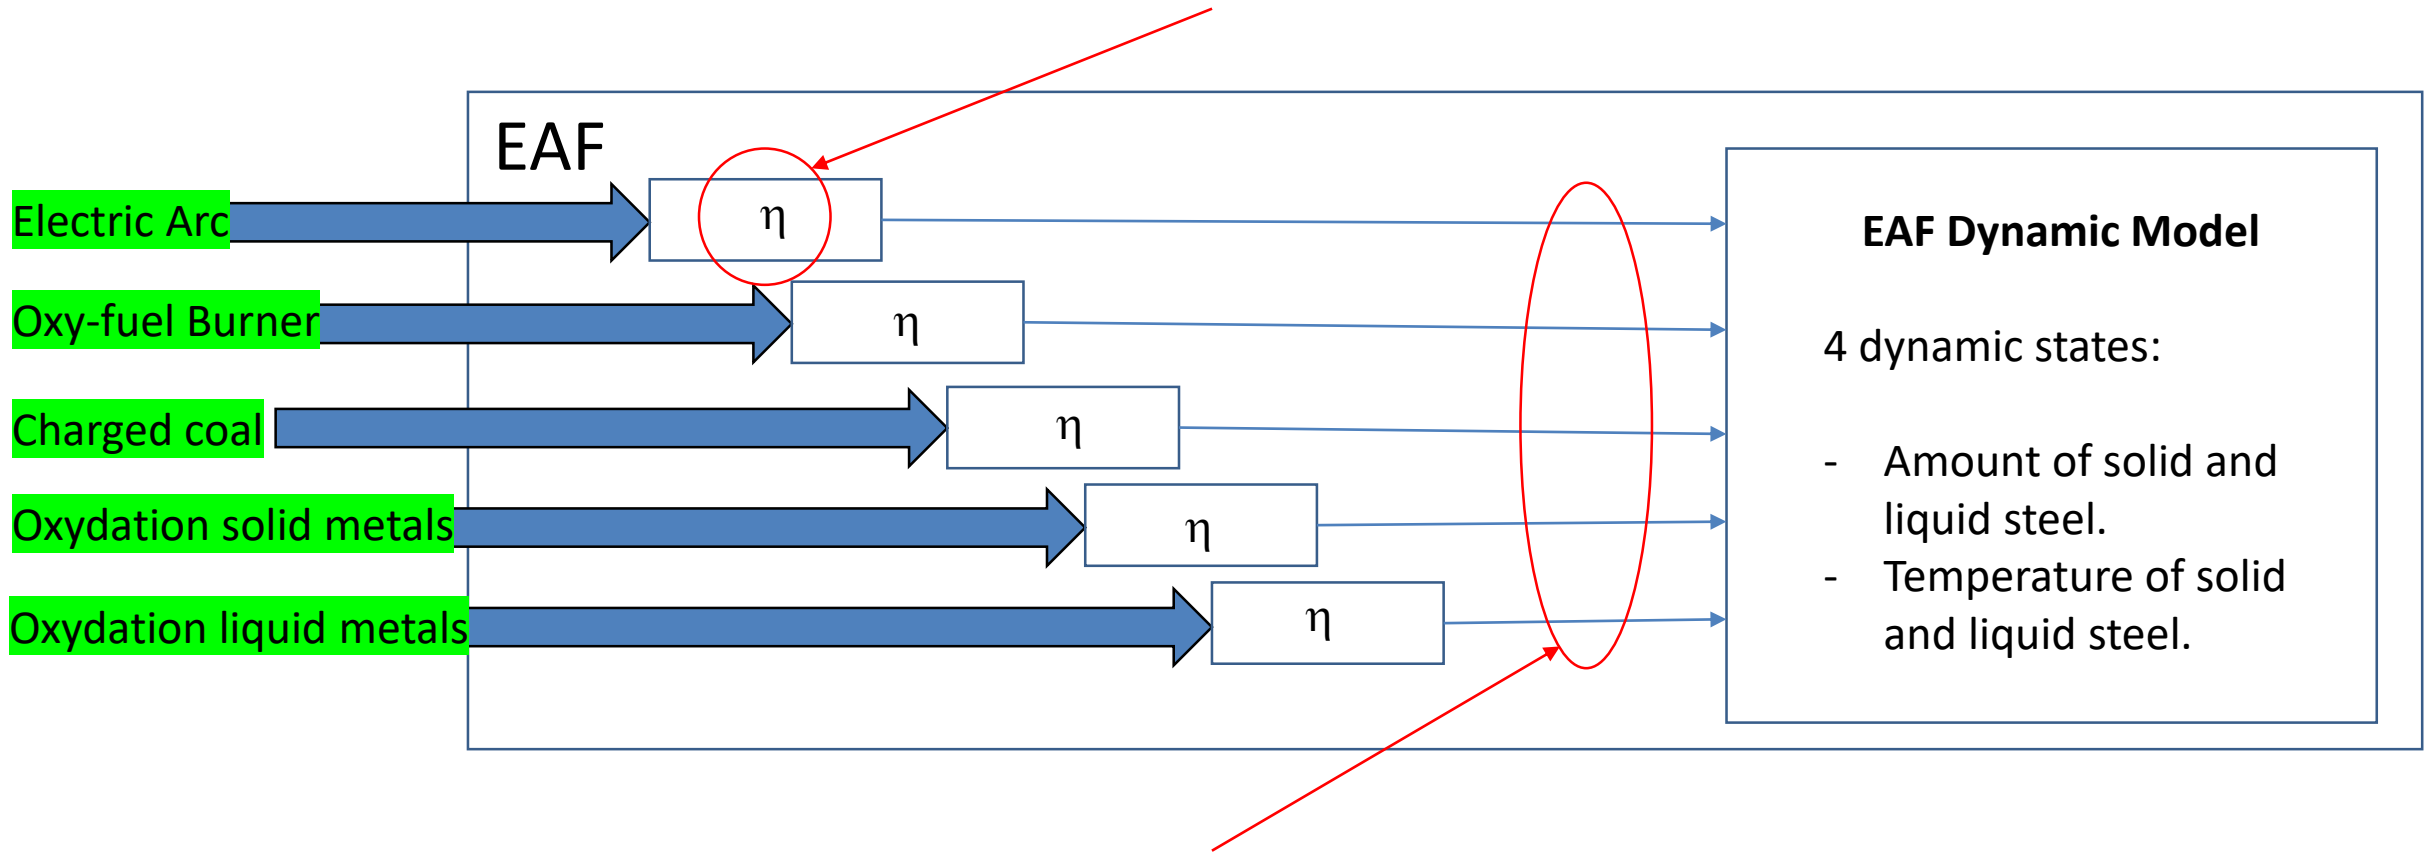 EAF
Electric Arc
η
Oxy-fuel Burner
η
Charged coal
η
Oxydation solid metals
η
Oxydation liquid metals
η
EAF Dynamic Model
4 dynamic states:
- Amount of solid and
liquid steel.
- Temperature of solid
and liquid steel.